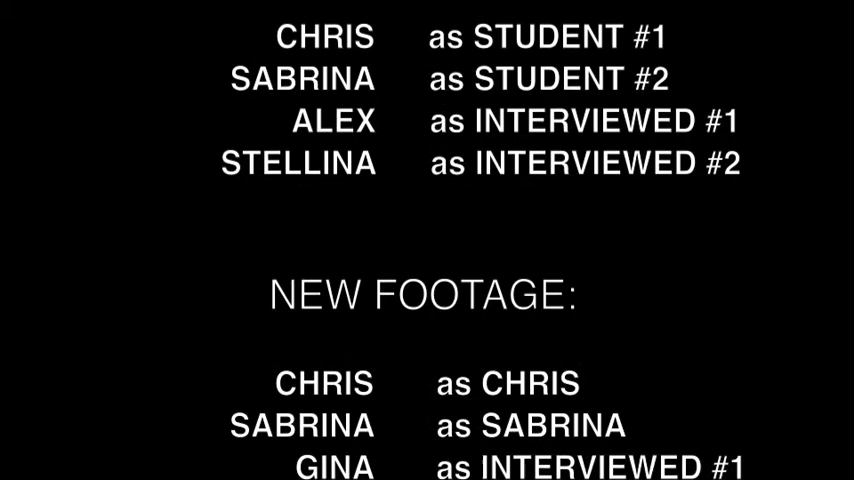 CHRIS as STUDENT #1
SABRINA as STUDENT #2
ALEX as INTERVIEWED #1
STELLINA as INTERVIEWED #2
NEW FOOTAGE:
CHRIS as CHRIS
SABRINA as SABRINA
GINA as INTERVIEWED #1